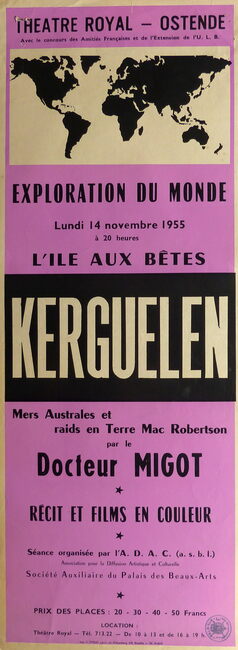 THEATRE ROYAL — OSTENDE
Avec le concours des Amitiés Françaises et de l'Extension de l'U. L. B.
EXPLORATION DU MONDE
Lundi 14 novembre 1955
à 20 heures
L'ILE AUX BÊTES
KERGUELEN
Mers Australes et
raids en Terre Mac Robertson
par le
Docteur MIGOT
RÉCIT ET FILMS EN COULEUR
Séance organisée par l'A. D. A. C. (a. s. b. l.)
Association pour la Diffusion Artistique et Culturelle
Société Auxiliaire du Palais des Beaux-Arts
PRIX DES PLACES : 20 - 30 - 40 - 50 Francs
LOCATION :
Théâtre Royal - Tél. 713.22 - De 10 à 13 et de 16 à 19 h.